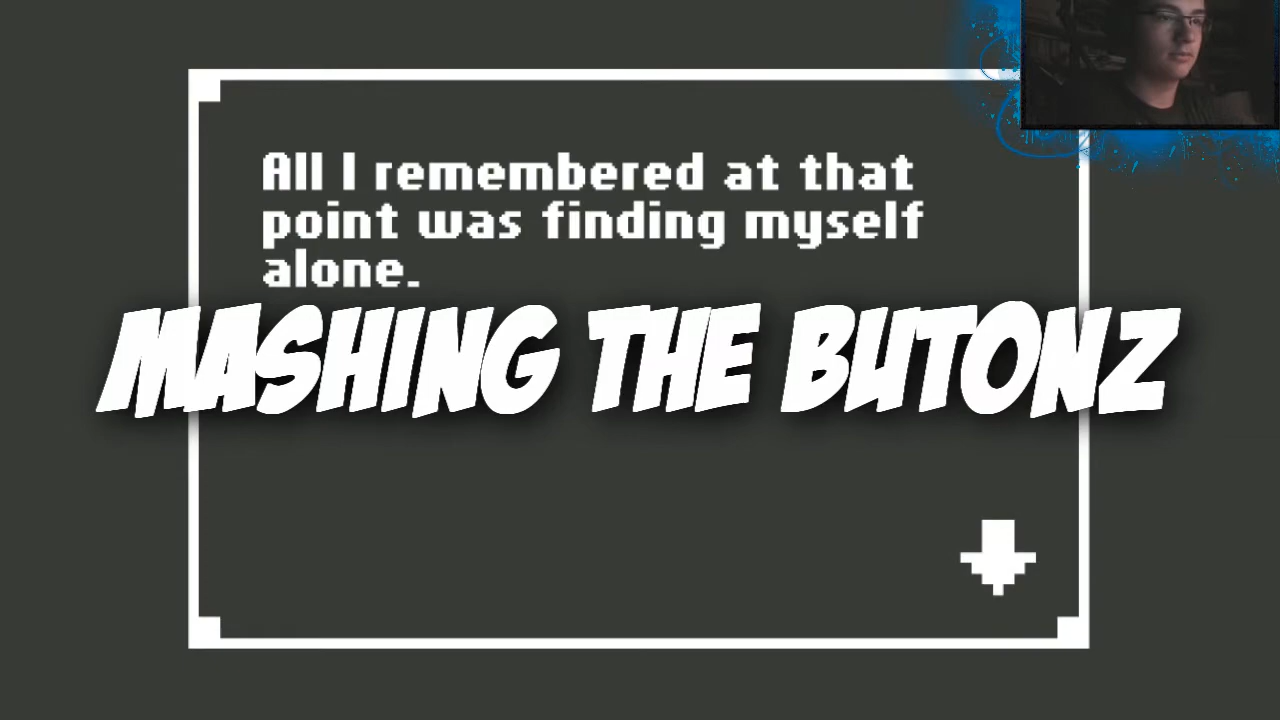 All I remembered at that
point was finding myself
alone.
MASHING THE BUTONZ